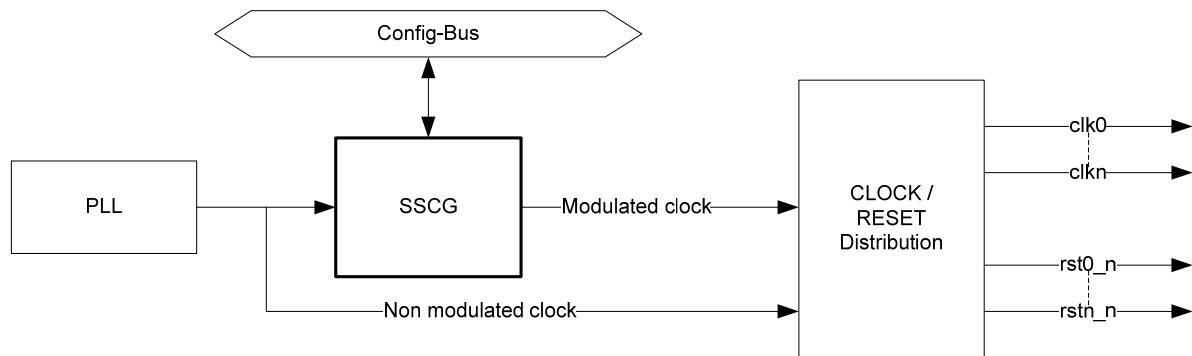 Config-Bus
PLL
SSCG
Modulated clock
Non modulated clock
CLOCK /
RESET
Distribution
clk0
clkn
rst0_n
rstn_n